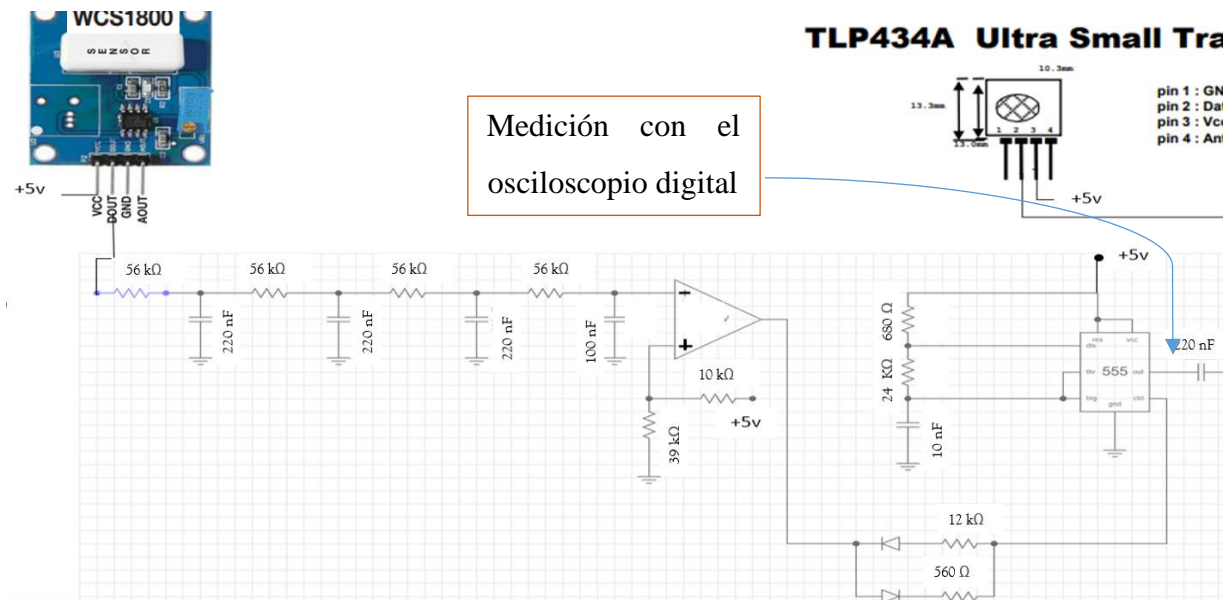 WCS1800
SENSOR
+5v
VCC
DOUT
GND
AOUT
Medición con el
osciloscopio digital
TLP434A Ultra Small Tra
10.3mm
13.3mm
13.0mm
1 2 3 4
pin 1 : GN
pin 2 : Dat
pin 3 : Vcc
pin 4 : Ant
+5v
56 kΩ
56 kΩ
56 kΩ
56 kΩ
220 nF
220 nF
220 nF
100 nF
10 kΩ
+5v
39 kΩ
+5v
680 Ω
24 KΩ
10 nF
res
vcc
dis
thr
555
out
trig
ctrl
gnd
220 nF
12 kΩ
560 Ω